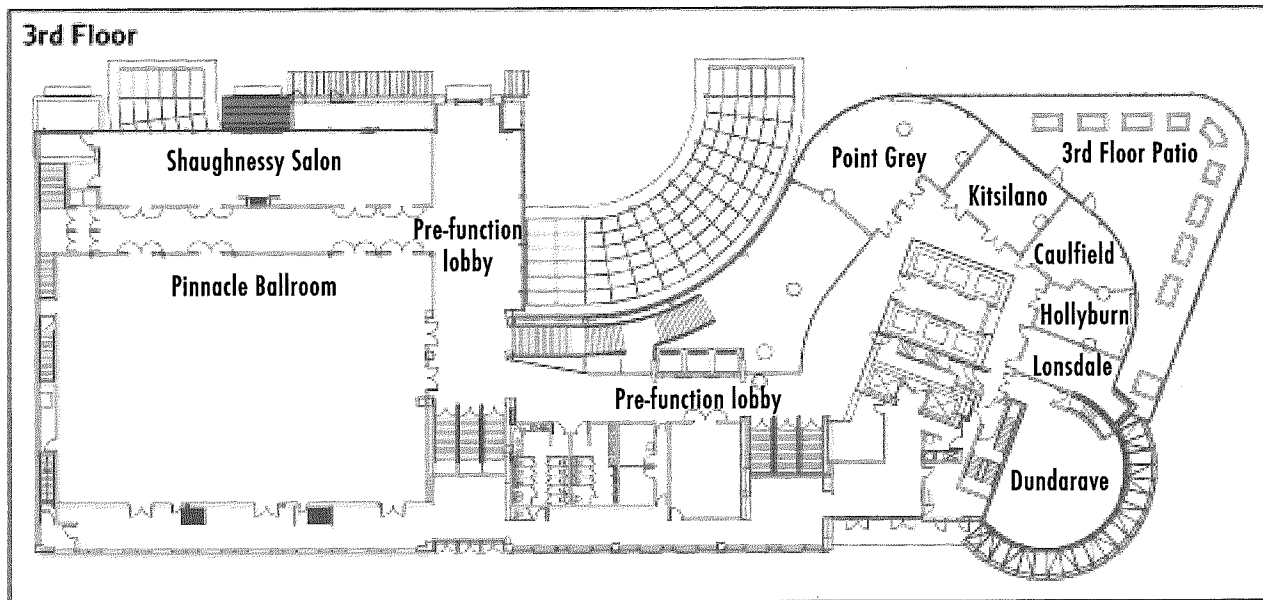 3rd Floor
Shaughnessy Salon
Point Grey
3rd Floor Patio
Kitsilano
Pre-function
lobby
Caulfield
Pinnacle Ballroom
Hollyburn
Lonsdale
Pre-function lobby
Dundarave